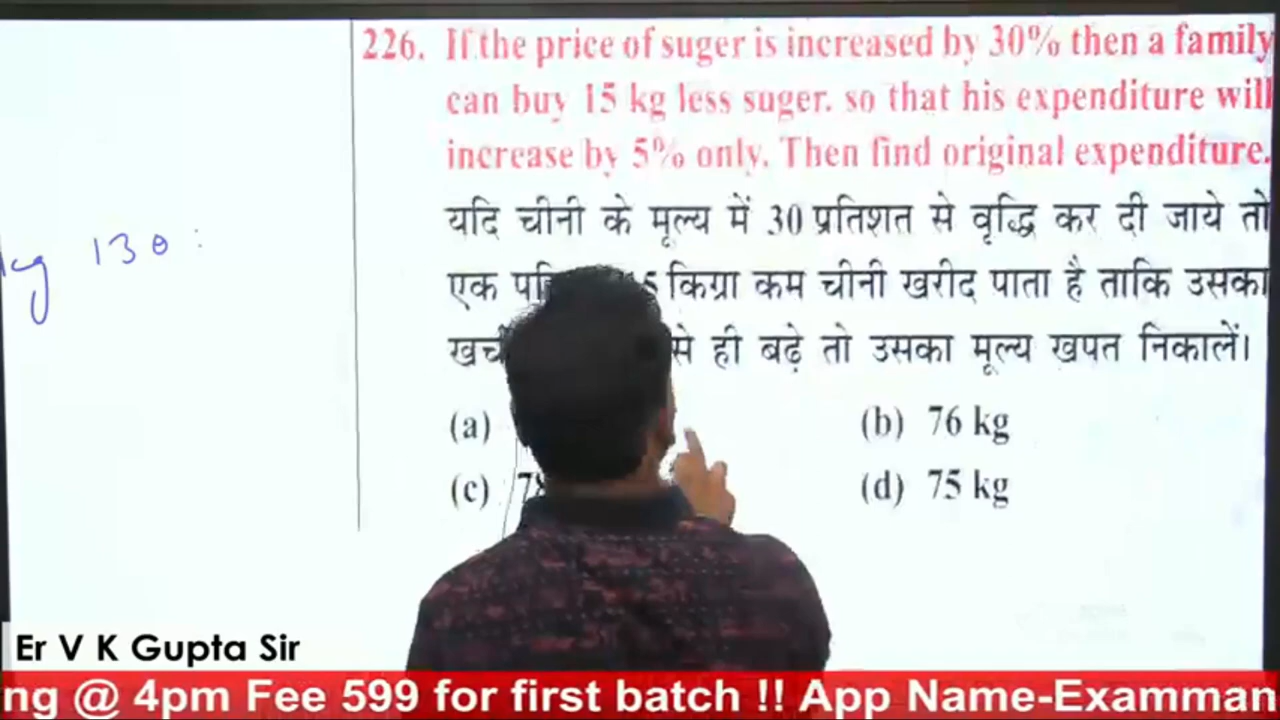 226. If the price of suger is increased by 30% then a family
can buy 15 kg less suger. so that his expenditure will
increase by 5% only. Then find original expenditure.
यदि चीनी के मूल्य में 30 प्रतिशत से वृद्धि कर दी जाये तो
एक किग्रा कम चीनी खरीद पाता है ताकि उसका
से ही बढ़े तो उसका मूल्य खपत निकालें।
kg 130 :
(a) (b) 76 kg
(c) (d) 75 kg
Er V K Gupta Sir
ng @ 4pm Fee 599 for first batch !! App Name-Examman